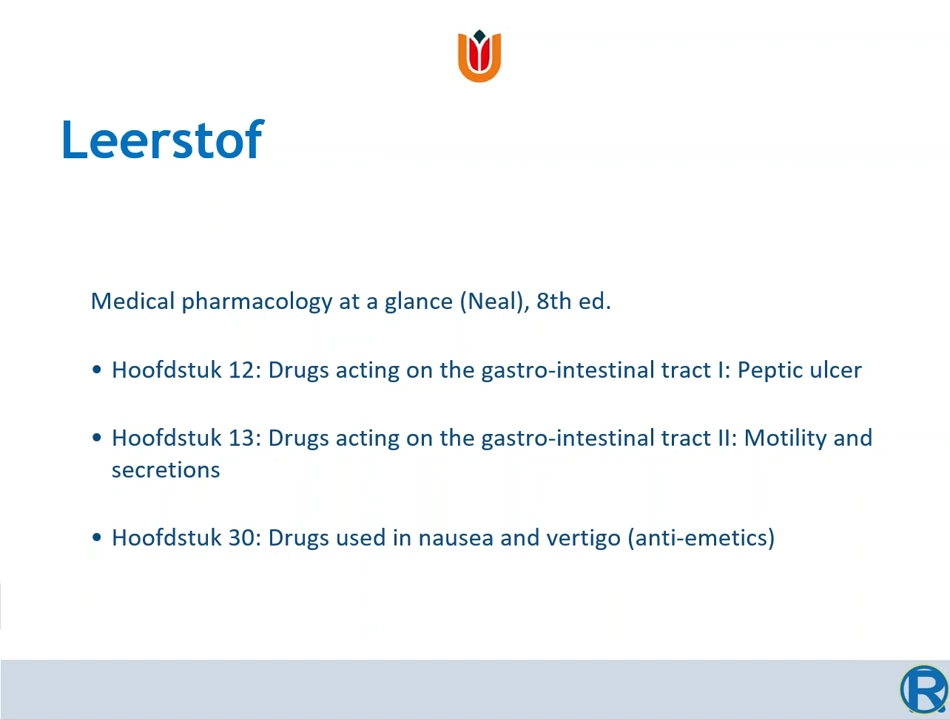 Leerstof
Medical pharmacology at a glance (Neal), 8th ed.
• Hoofdstuk 12: Drugs acting on the gastro-intestinal tract I: Peptic ulcer
• Hoofdstuk 13: Drugs acting on the gastro-intestinal tract II: Motility and
secretions
• Hoofdstuk 30: Drugs used in nausea and vertigo (anti-emetics)
R